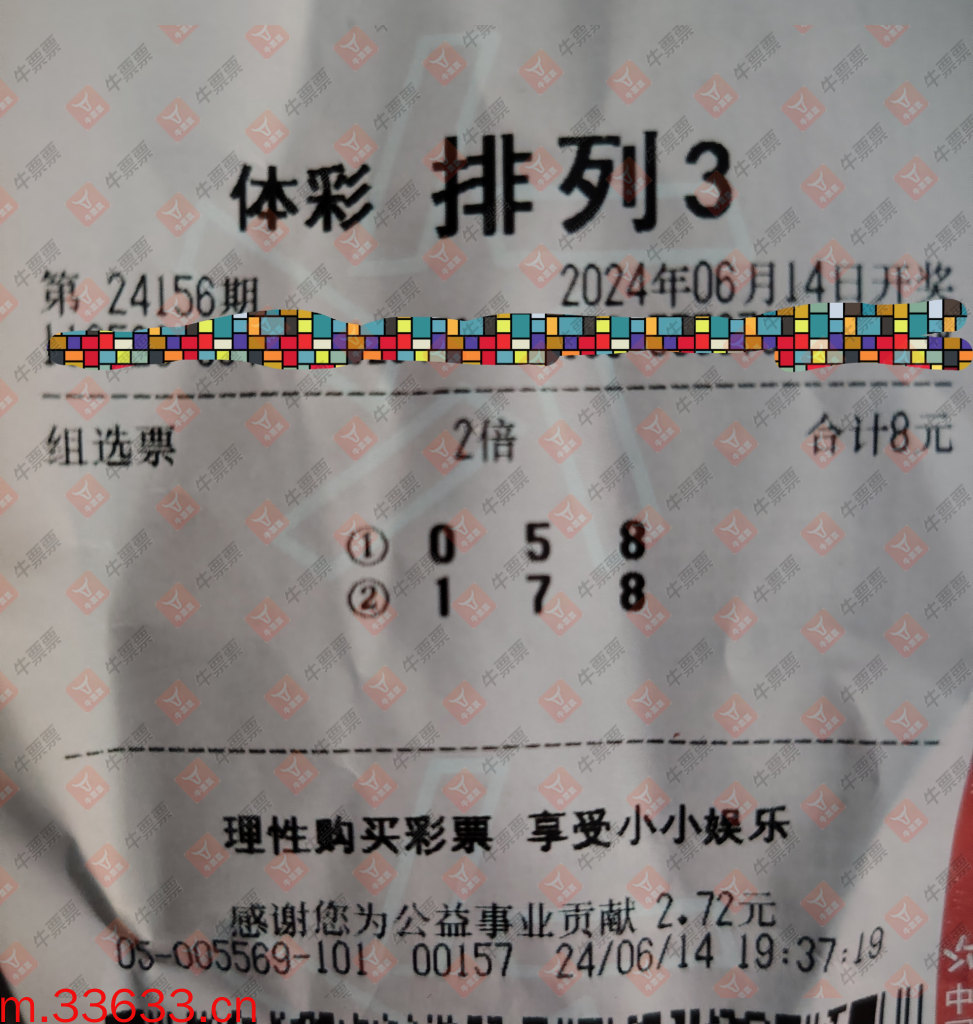 体彩 排列3
第 24156期 2024年06月14日开奖
组选票 2倍 合计8元
① 0 5 8
② 1 7 8
理性购买彩票 享受小小娱乐
感谢您为公益事业贡献 2.72元
05-005569-101 00157 24/06/14 19:37:19
中
m.33633.cn
牛票票